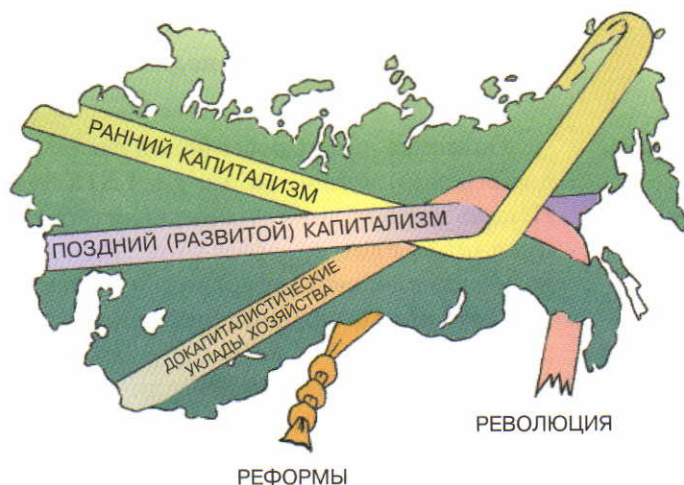 РАННИЙ КАПИТАЛИЗМ
ПОЗДНИЙ (РАЗВИТОЙ) КАПИТАЛИЗМ
ДОКАПИТАЛИСТИЧЕСКИЕ
УКЛАДЫ ХОЗЯЙСТВА
РЕВОЛЮЦИЯ
РЕФОРМЫ